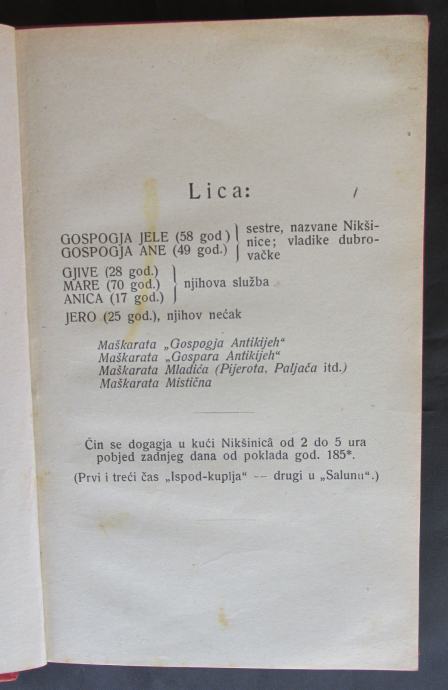 Lica:
GOSPOGJA JELE (58 god) sestre, nazvane Nikši-
GOSPOGJA ANE (49 god.) nice; vladike dubro-
vačke
GJIVE (28 god.)
MARE (70 god.) njihova služba
ANICA (17 god.)
JERO (25 god.), njihov nećak
Maškarata „Gospogja Antikijeh“
Maškarata „Gospara Antikijeh“
Maškarata Mladića (Pijerota, Paljača itd.)
Maškarata Mistična
Čin se dogagja u kući Nikšinicâ od 2 do 5 ura
pobjed zadnjeg dana od poklada god. 185*.
(Prvi i treći čas „Ispod-kuplja“ — drugi u „Salunu“.)